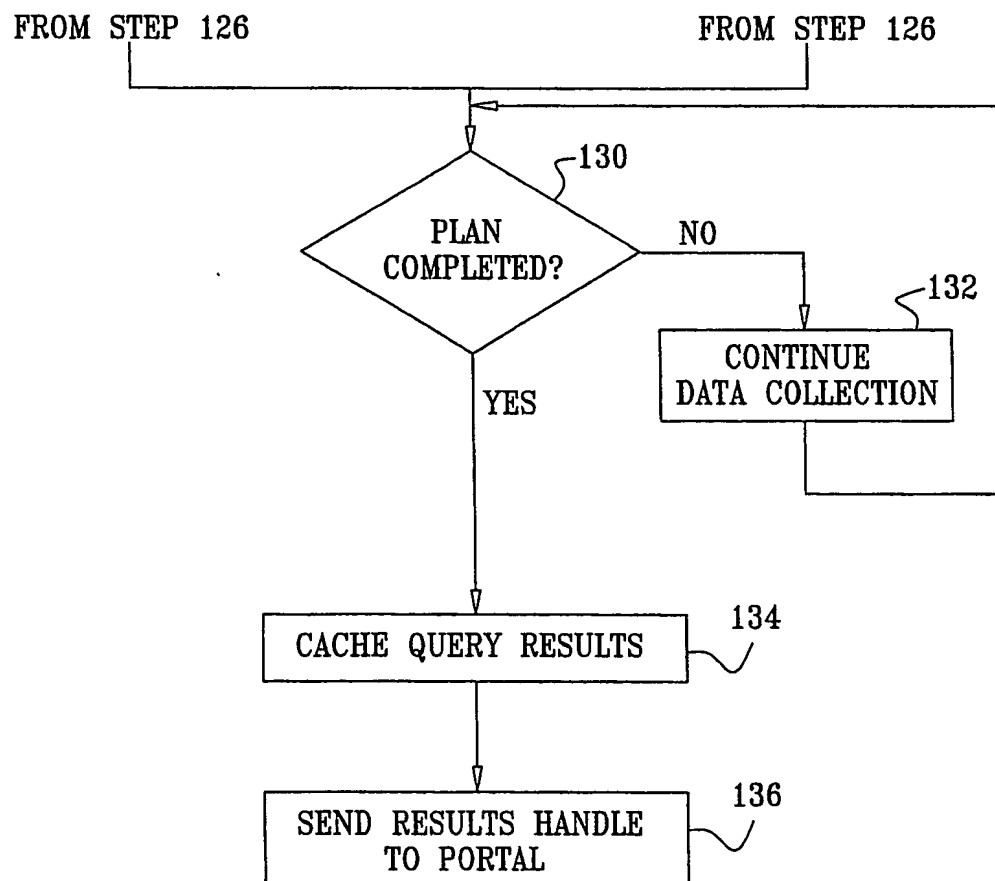 FROM STEP 126
FROM STEP 126
130
PLAN
COMPLETED?
NO
132
CONTINUE
DATA COLLECTION
YES
CACHE QUERY RESULTS
134
SEND RESULTS HANDLE
TO PORTAL
136